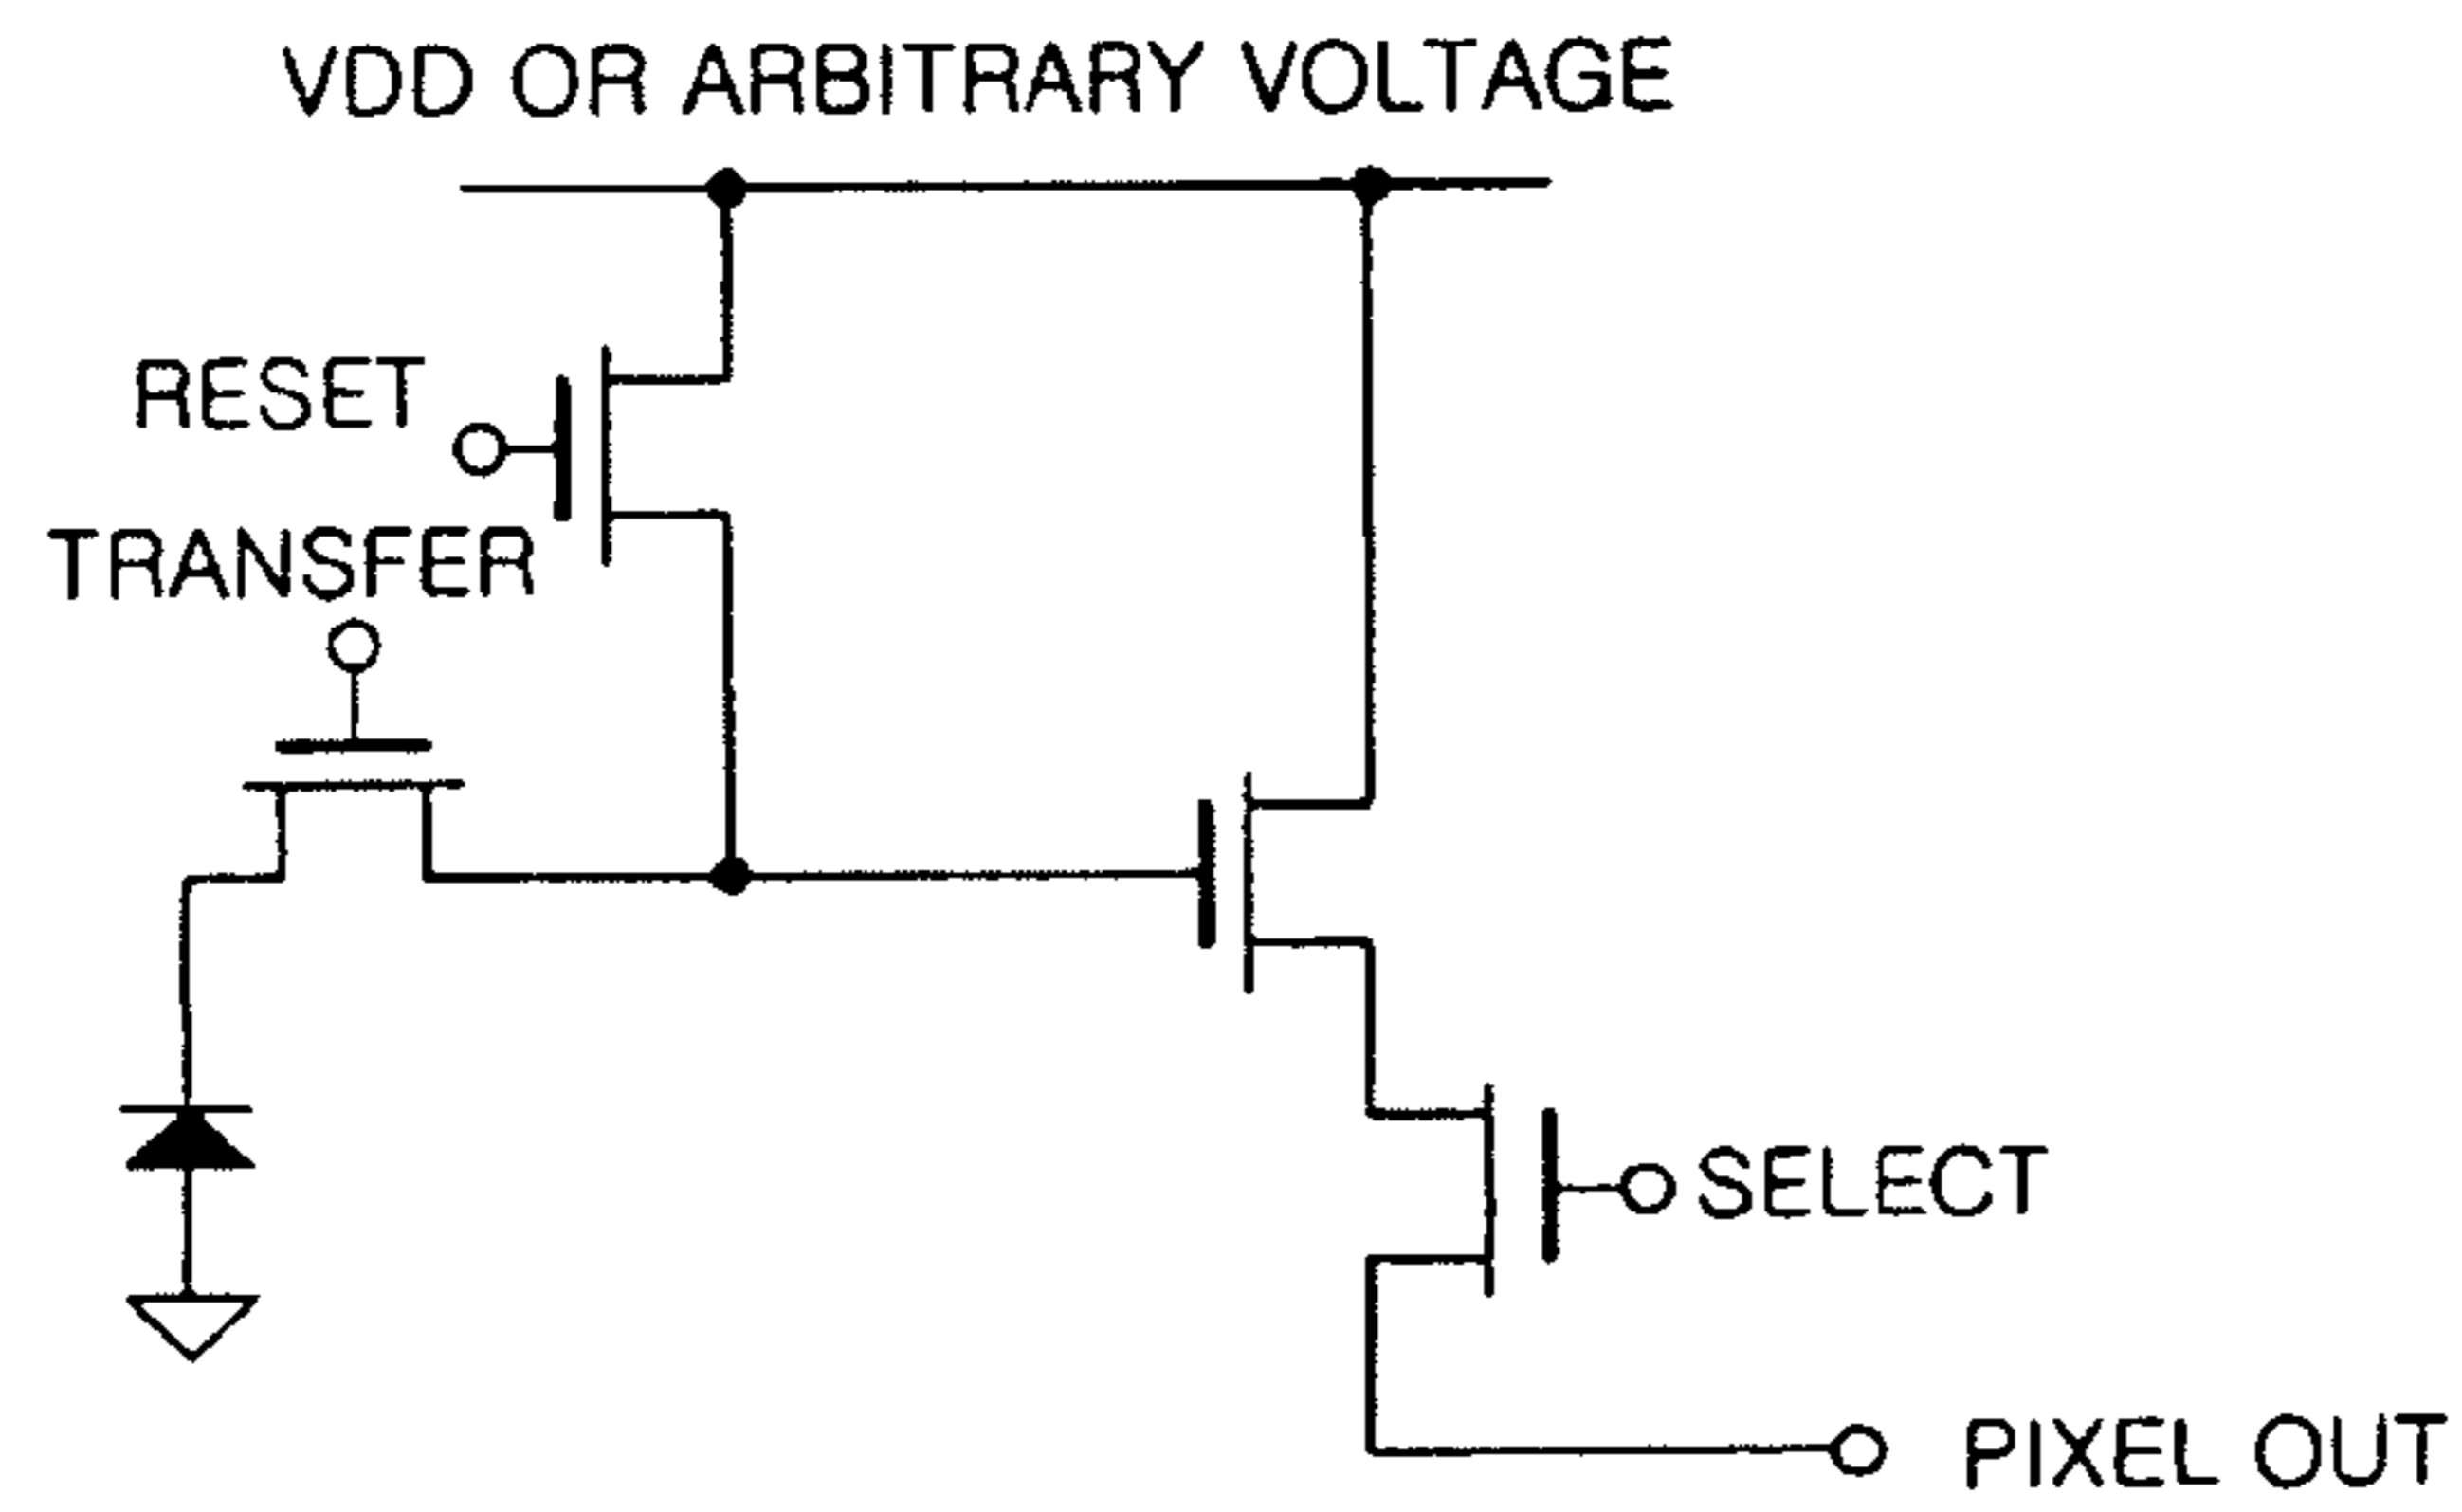 VDD OR ARBITRARY VOLTAGE
RESET
TRANSFER
SELECT
PIXEL OUT